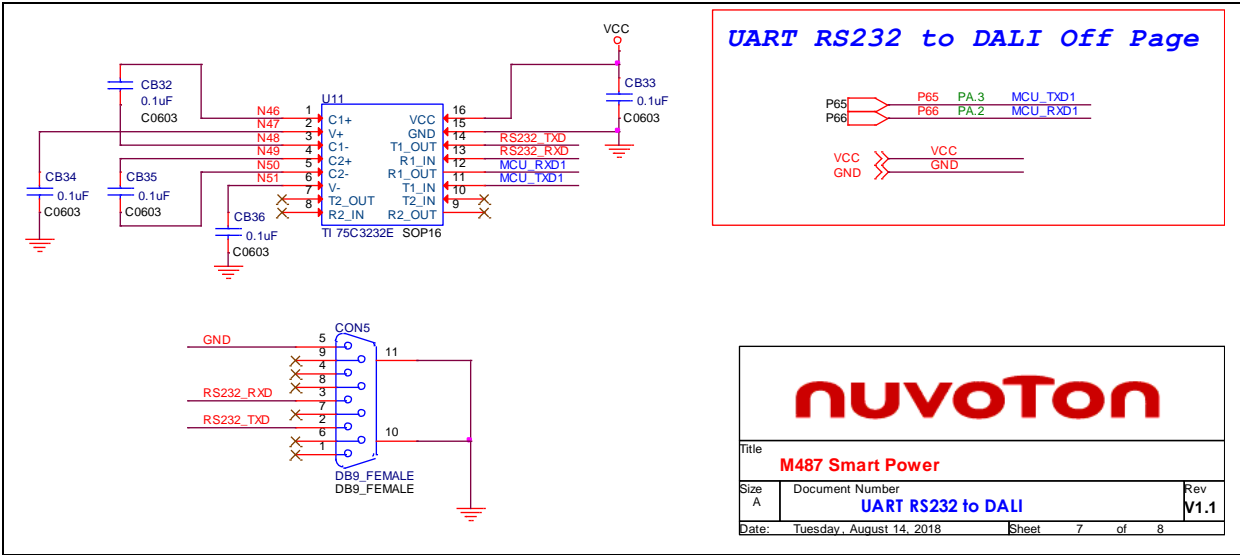 VCC
CB32
0.1uF
C0603
CB33
0.1uF
C0603
U11
N46 1 C1+ VCC 16
N47 2 V+ GND 15
N48 3 C1- T1_OUT 14 RS232_TXD
N49 4 C2+ R1_IN 13 RS232_RXD
N50 5 C2- R1_OUT 12 MCU_RXD1
N51 6 V- T1_IN 11 MCU_TXD1
7 T2_OUT T2_IN 10
8 R2_IN R2_OUT 9
TI 75C3232E SOP16
CB34
0.1uF
C0603
CB35
0.1uF
C0603
CB36
0.1uF
C0603
UART RS232 to DALI Off Page
P65 P65 PA.3 MCU_TXD1
P66 P66 PA.2 MCU_RXD1
VCC VCC
GND GND
CON5
GND 5
9
4
8
RS232_RXD 3
7
RS232_TXD 2
6
1
11
10
DB9_FEMALE
DB9_FEMALE
nuvoTon
Title
M487 Smart Power
Size Document Number Rev
A UART RS232 to DALI V1.1
Date: Tuesday, August 14, 2018 Sheet 7 of 8